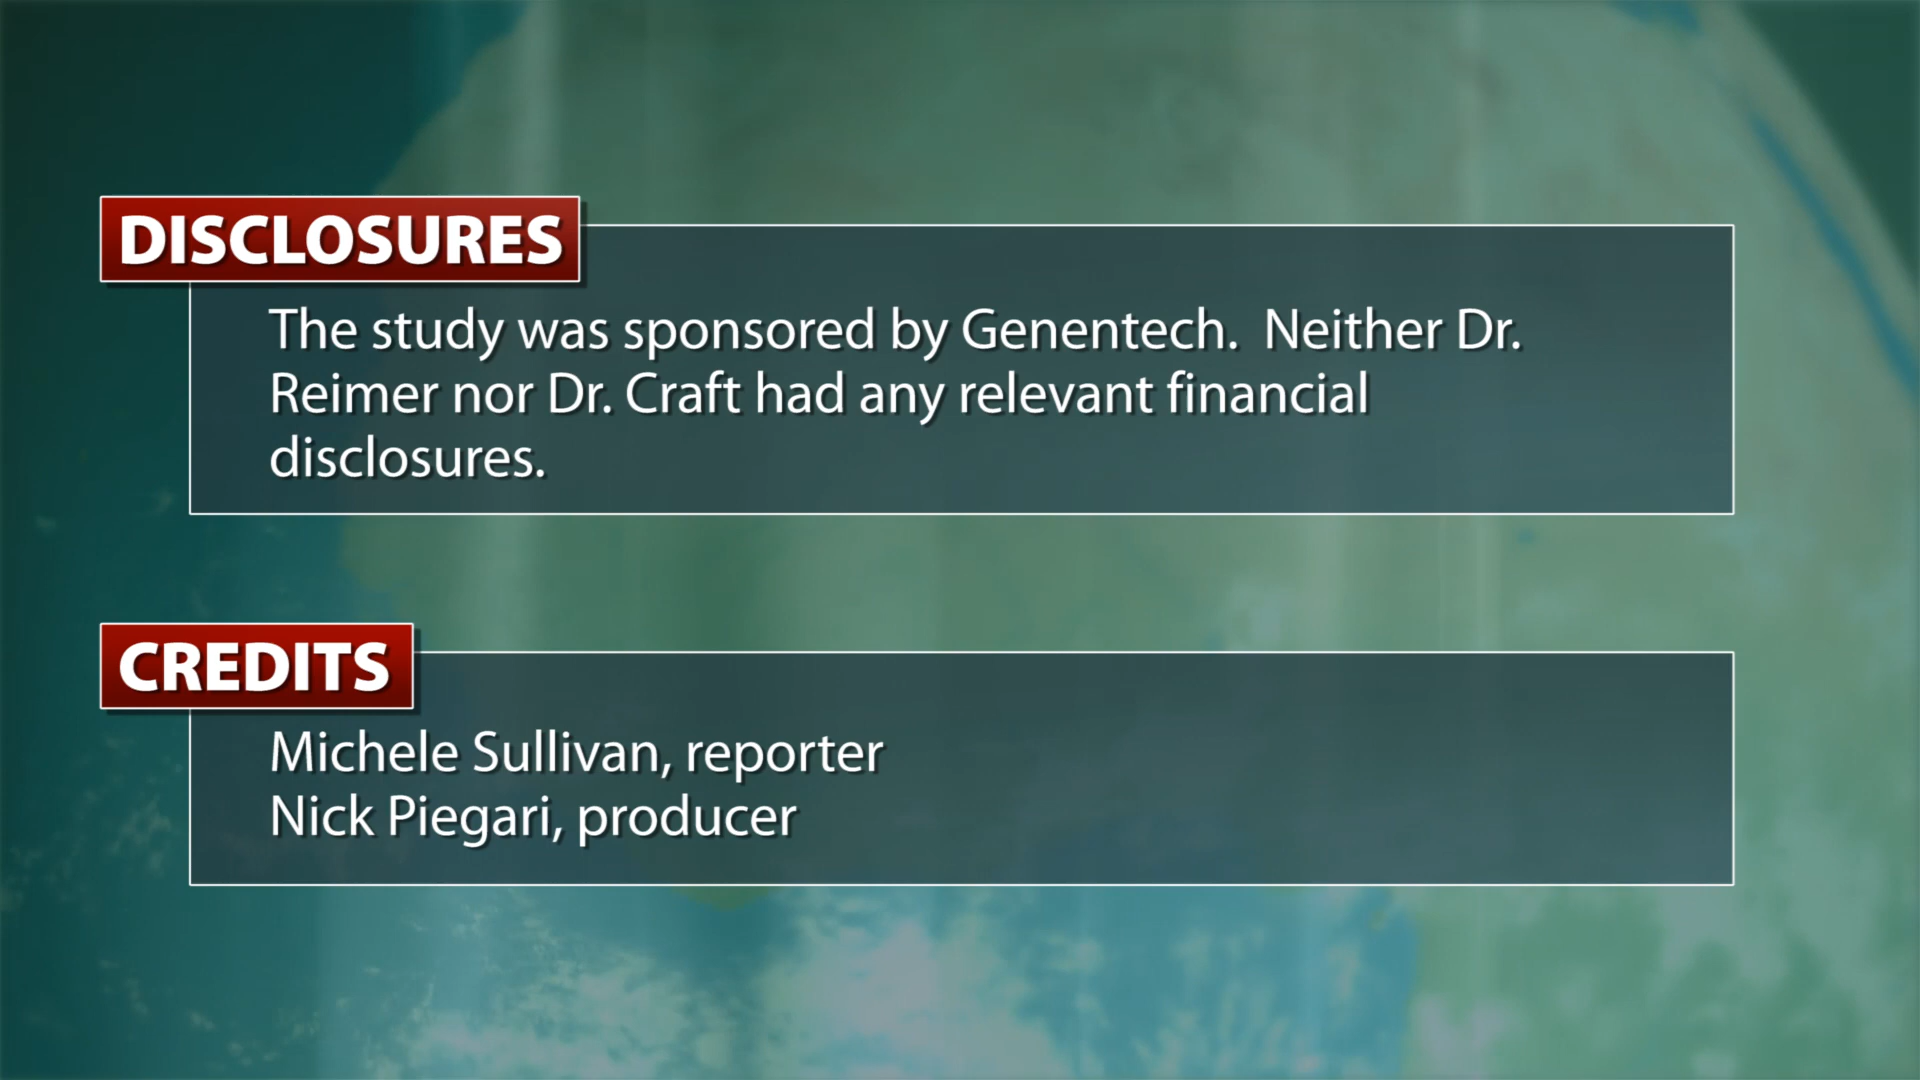 DISCLOSURES
The study was sponsored by Genentech.  Neither Dr.
Reimer nor Dr. Craft had any relevant financial
disclosures.
CREDITS
Michele Sullivan, reporter
Nick Piegari, producer